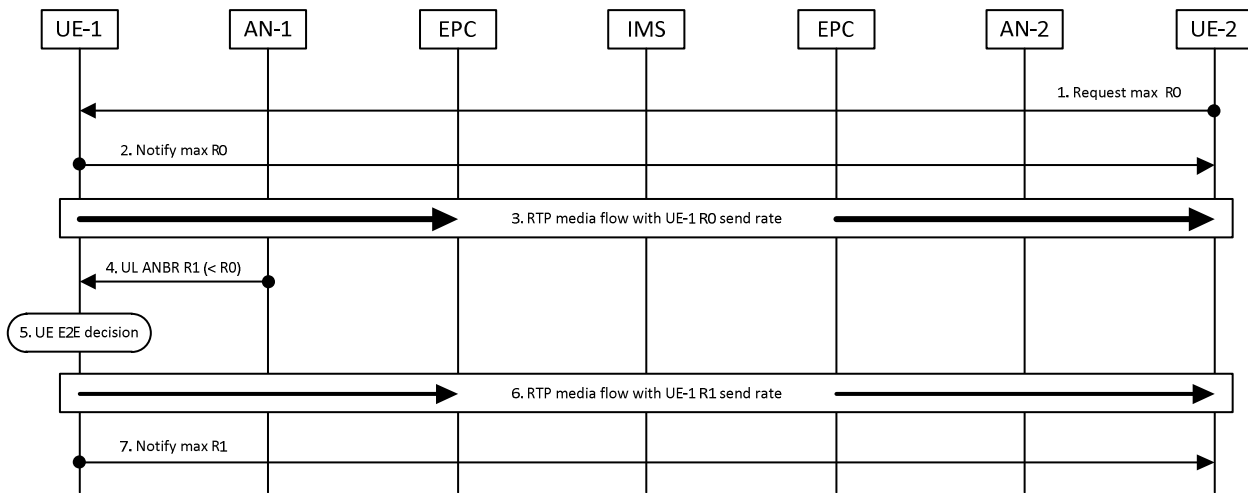 UE-1
AN-1
EPC
IMS
EPC
AN-2
UE-2
1. Request max R0
2. Notify max R0
3. RTP media flow with UE-1 R0 send rate
4. UL ANBR R1 (< R0)
5. UE E2E decision
6. RTP media flow with UE-1 R1 send rate
7. Notify max R1